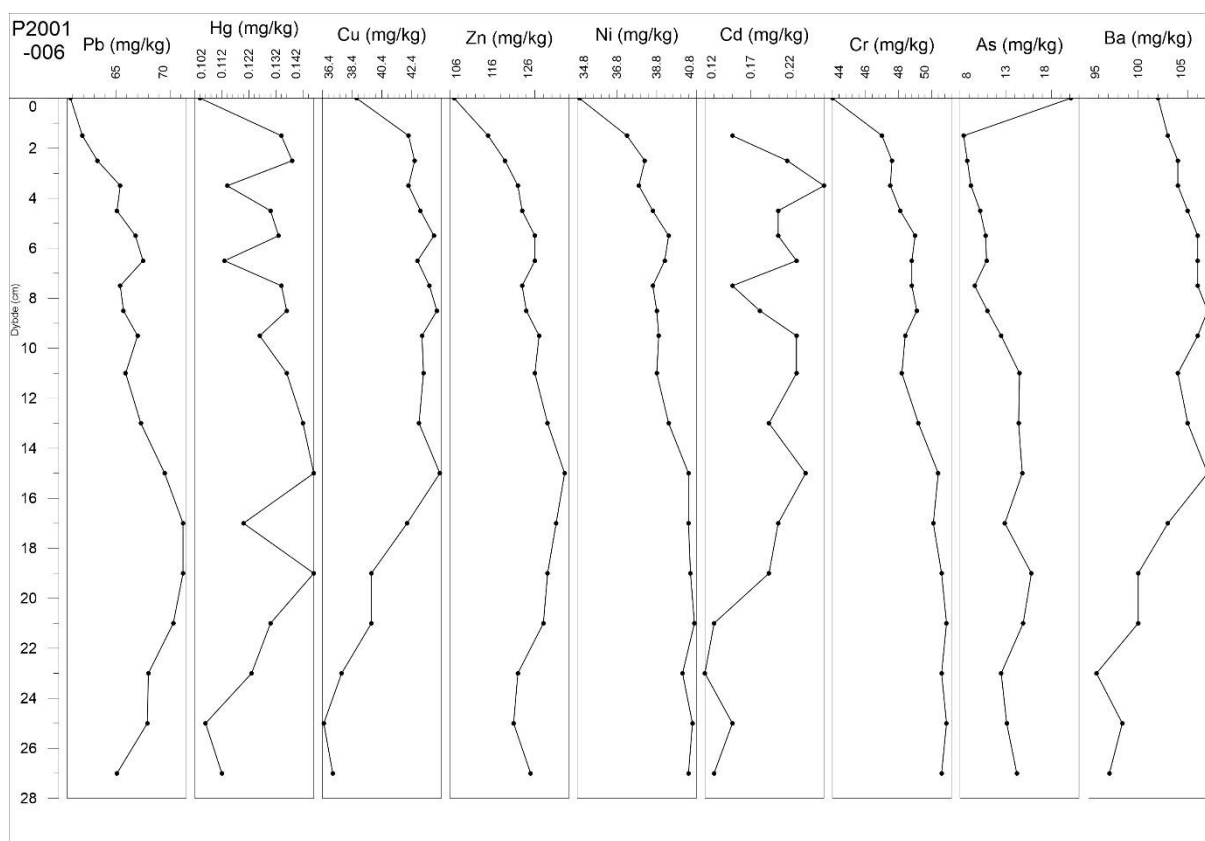 P2001
-006
Pb (mg/kg)
Hg (mg/kg)
Cu (mg/kg)
Zn (mg/kg)
Ni (mg/kg)
Cd (mg/kg)
Cr (mg/kg)
As (mg/kg)
Ba (mg/kg)
65 70
0.102 0.112 0.122 0.132 0.142
36.4 38.4 40.4 42.4
106 116 126
34.8 36.8 38.8 40.8
0.12 0.17 0.22
44 46 48 50
8 13 18
95 100 105
Dybde (cm)
0
2
4
6
8
10
12
14
16
18
20
22
24
26
28